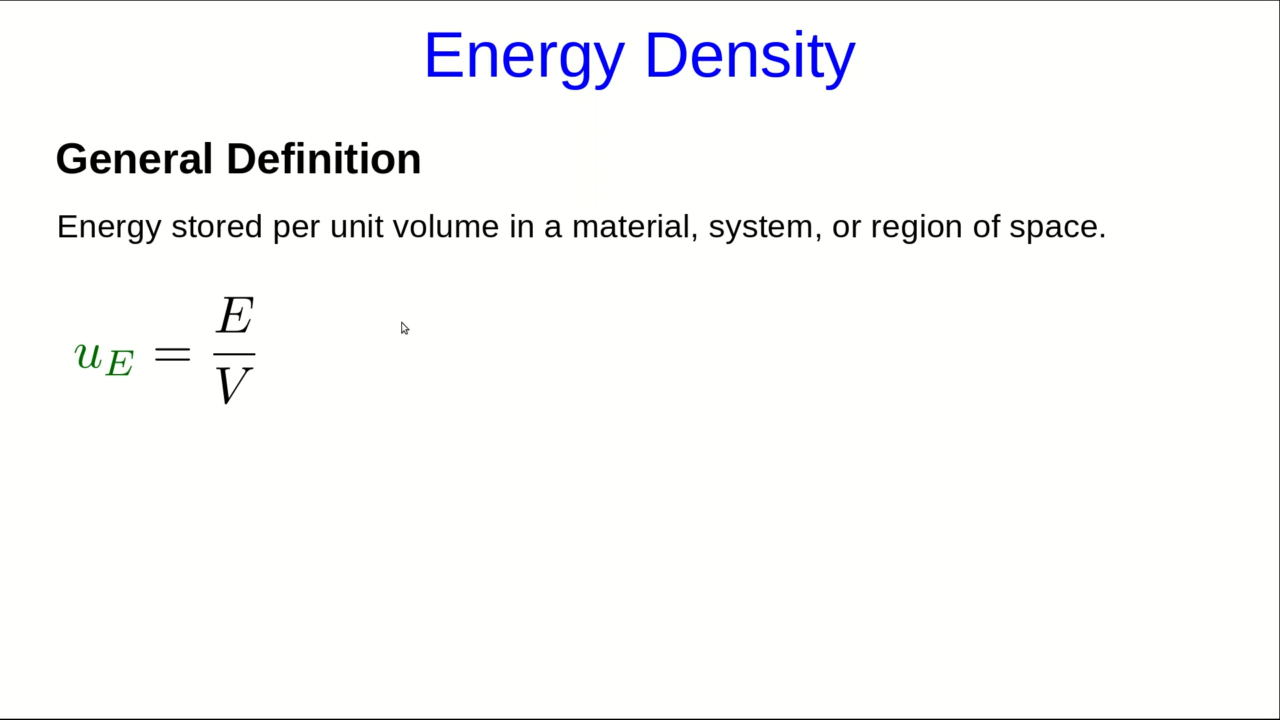 Energy Density
General Definition
Energy stored per unit volume in a material, system, or region of space.
u_E = E/V